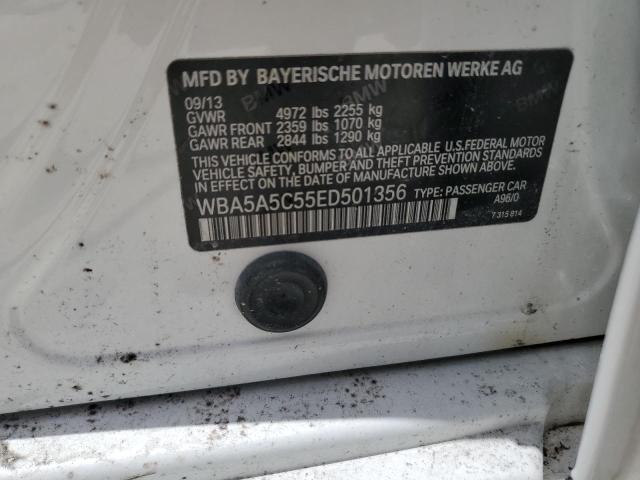 MFD BY BAYERISCHE MOTOREN WERKE AG
09/13
GVWR 4972 lbs 2255 kg
GAWR FRONT 2359 lbs 1070 kg
GAWR REAR 2844 lbs 1290 kg
THIS VEHICLE CONFORMS TO ALL APPLICABLE U.S.FEDERAL MOTOR
VEHICLE SAFETY, BUMPER AND THEFT PREVENTION STANDARDS
IN EFFECT ON THE DATE OF MANUFACTURE SHOWN ABOVE.
WBA5A5C55ED501356 TYPE: PASSENGER CAR
A96/0
7 315 814